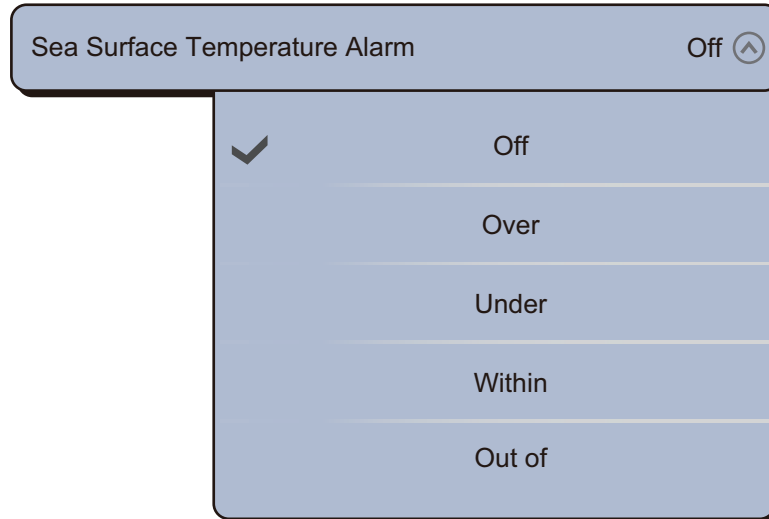 Sea Surface Temperature Alarm Off
Off
Over
Under
Within
Out of